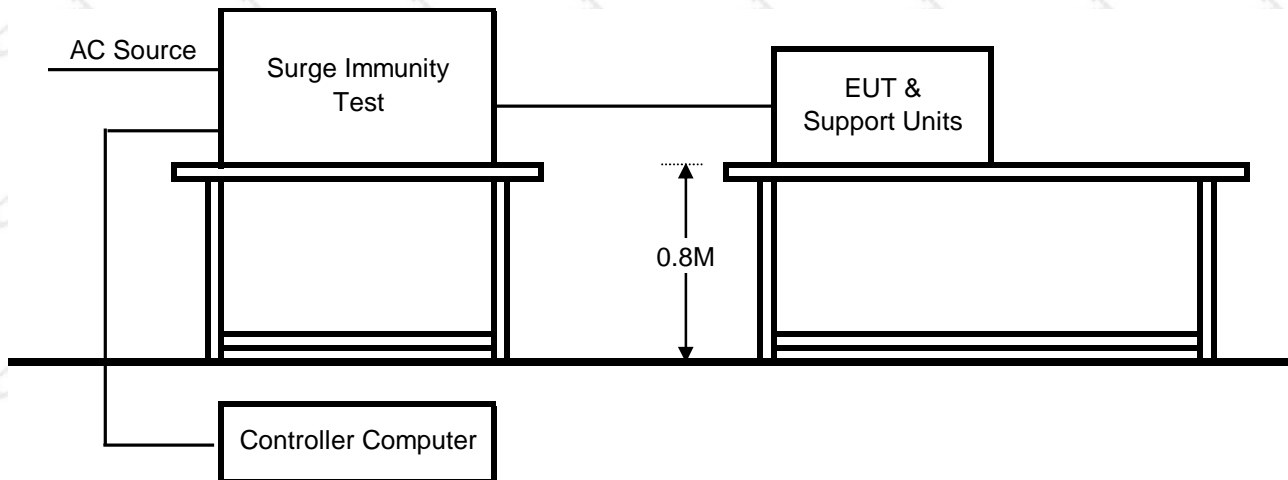 AC Source
Surge Immunity
Test
EUT &
Support Units
0.8M
Controller Computer